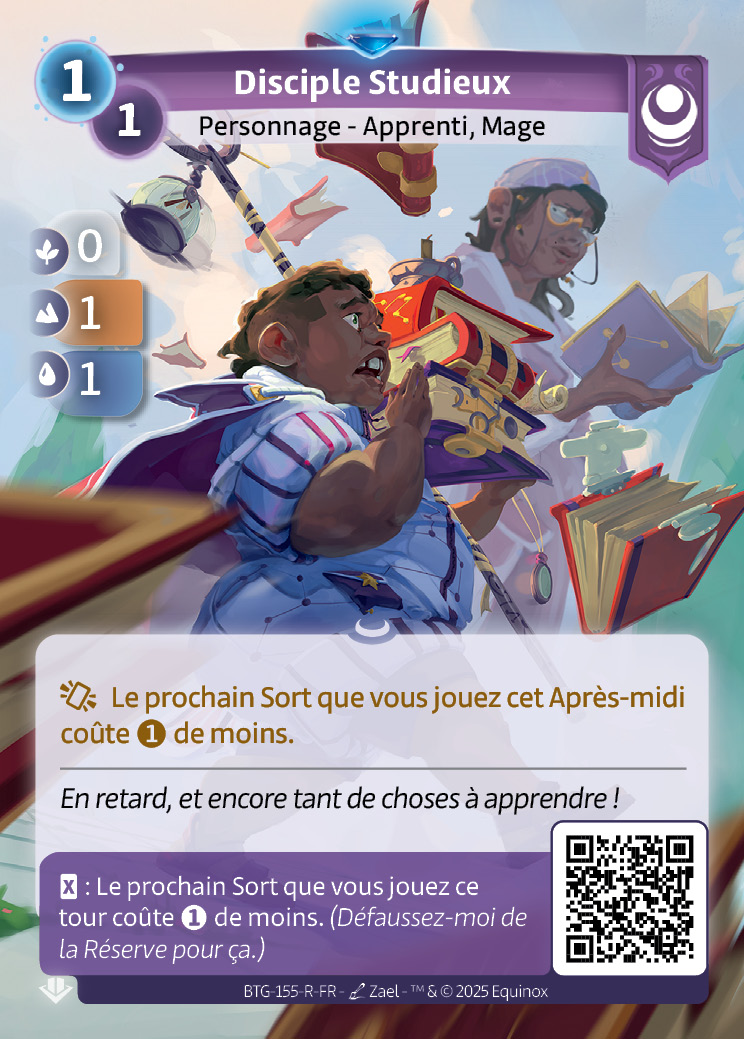 1
Disciple Studieux
1
Personnage - Apprenti, Mage
0
1
1
Le prochain Sort que vous jouez cet Après-midi
coûte 1 de moins.
En retard, et encore tant de choses à apprendre !
X : Le prochain Sort que vous jouez ce
tour coûte 1 de moins. (Défaussez-moi de
la Réserve pour ça.)
BTG-155-R-FR - Zael - ™ & © 2025 Equinox